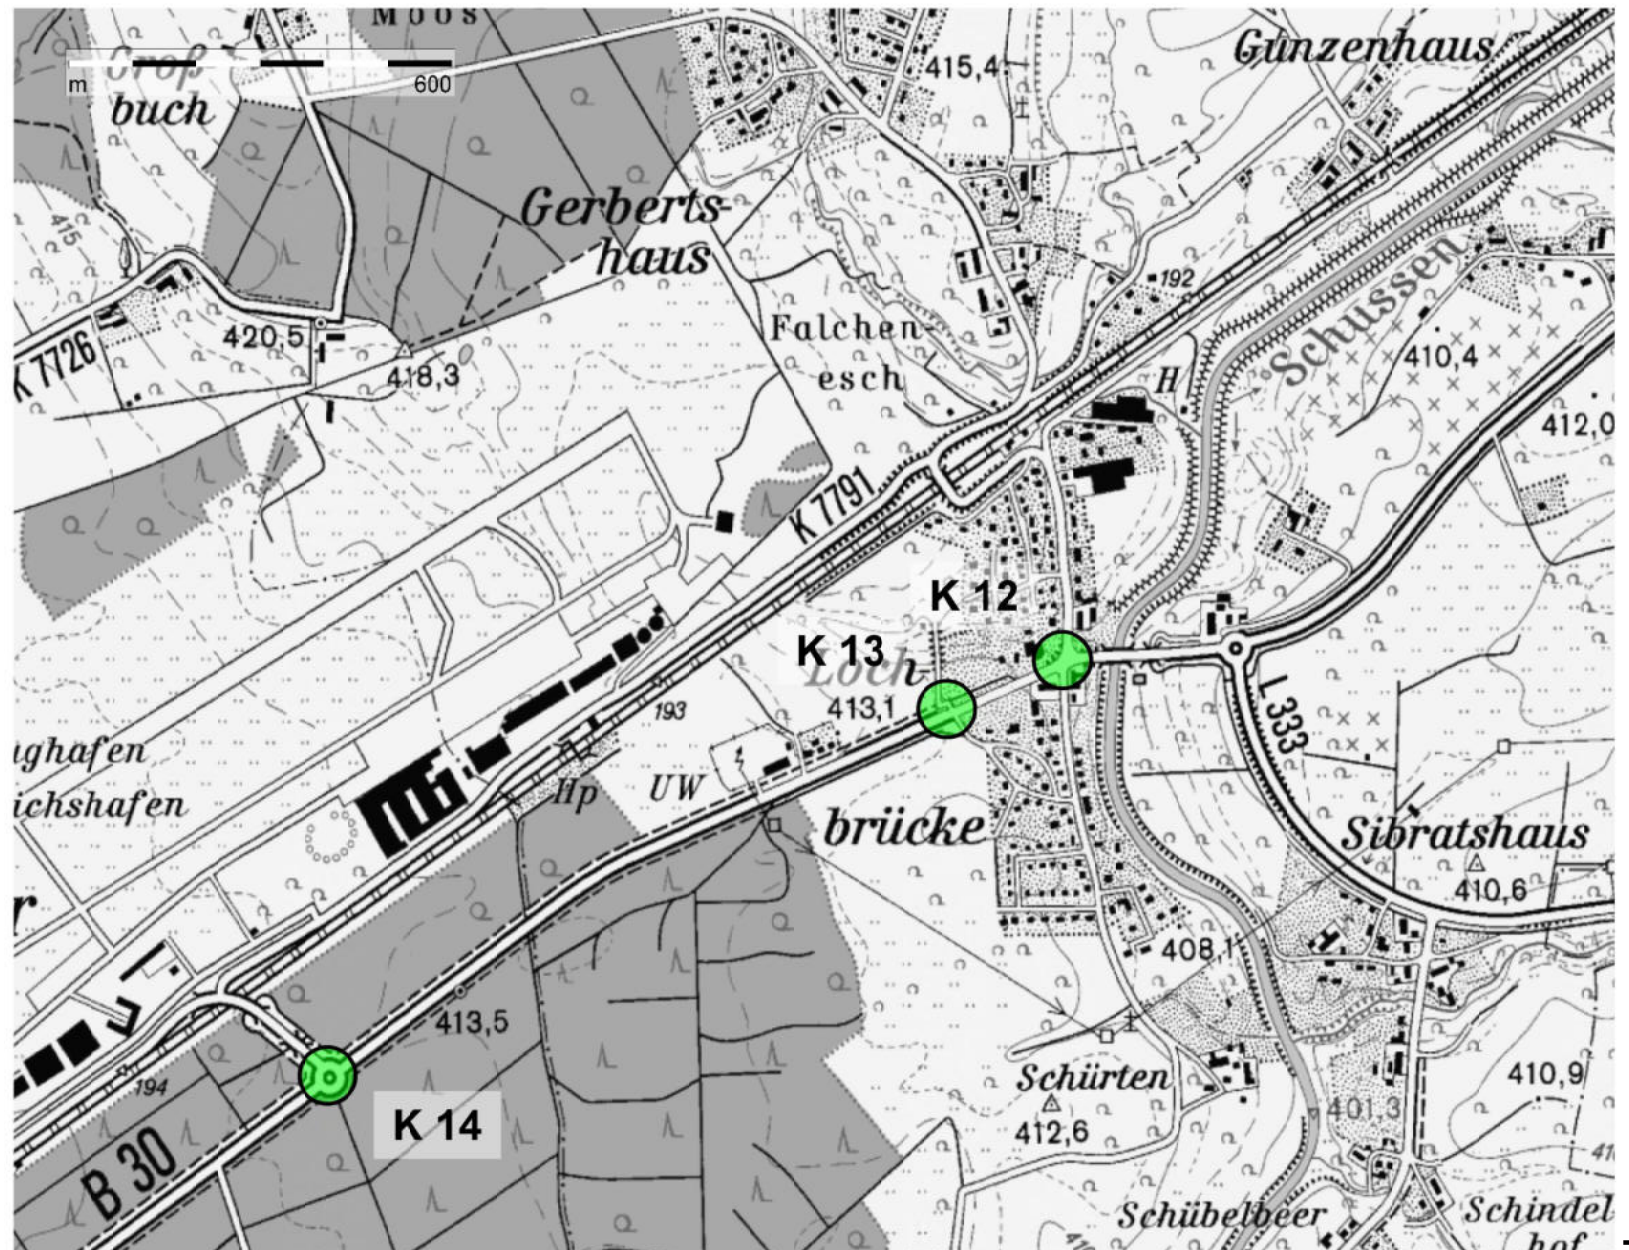 Moos
Groß
buch
m
600
415,4
Gunzenhaus
Gerberts-
haus
415
192
K 7726
420,5
418,3
Falchen-
esch
H
Schussen
410,4
412,0
K 7791
K 12
K 13
Loch-
413,1
193
L 333
ughafen
ichshafen
Hp
UW
brücke
Sibratshaus
410,6
r
408,1
413,5
194
K 14
B 30
Schürten
412,6
401,3
410,9
Schübelbeer
Schindel-
hof